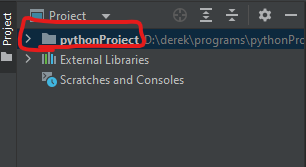 Project
Project
pythonProject D:\derek\programs\pythonPro
External Libraries
Scratches and Consoles